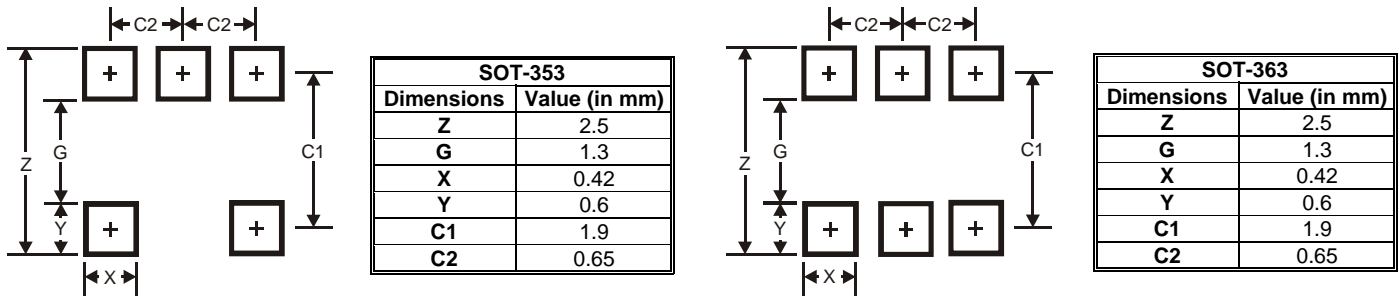 C2 C2
Z
G
Y
X
C1
SOT-353
Dimensions Value (in mm)
Z 2.5
G 1.3
X 0.42
Y 0.6
C1 1.9
C2 0.65
C2 C2
Z
G
Y
X
C1
SOT-363
Dimensions Value (in mm)
Z 2.5
G 1.3
X 0.42
Y 0.6
C1 1.9
C2 0.65